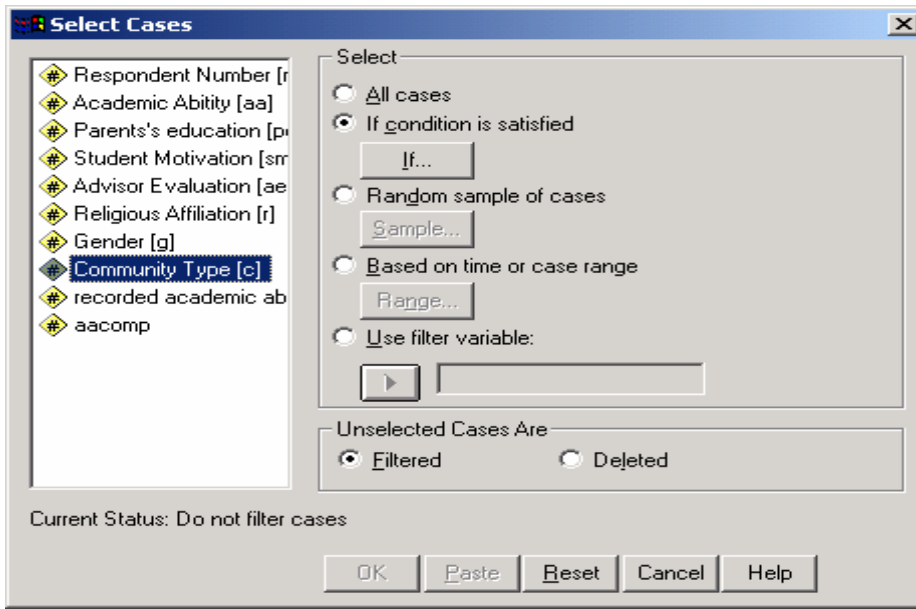 Select Cases
Respondent Number [r
Academic Abitity [aa]
Parents's education [p
Student Motivation [sm
Advisor Evaluation [ae
Religious Affiliation [r]
Gender [g]
Community Type [c]
recorded academic ab
aacomp
Select
All cases
If condition is satisfied
If...
Random sample of cases
Sample...
Based on time or case range
Range...
Use filter variable:
Unselected Cases Are
Filtered
Deleted
Current Status: Do not filter cases
OK
Paste
Reset
Cancel
Help